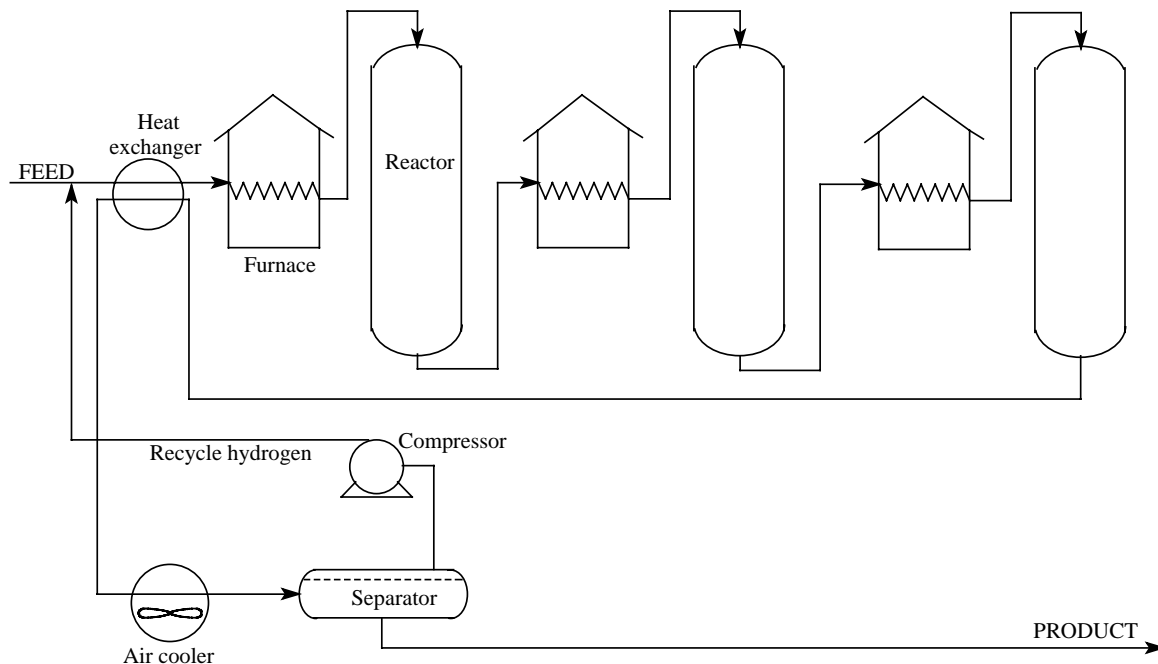 Heat
exchanger
FEED
Reactor
Furnace
Compressor
Recycle hydrogen
Separator
PRODUCT
Air cooler